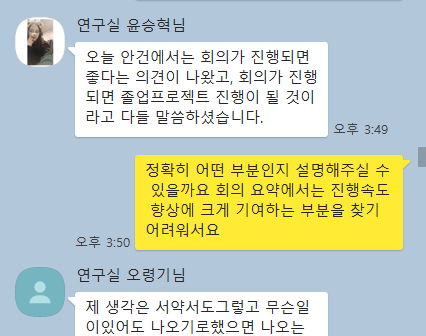 연구실 윤승혁님
오늘 안건에서는 회의가 진행되면
좋다는 의견이 나왔고, 회의가 진행
되면 졸업프로젝트 진행이 될 것이
라고 다들 말씀하셨습니다.
오후 3:49
정확히 어떤 부분인지 설명해주실 수
있을까요 회의 요약에서는 진행속도
향상에 크게 기여하는 부분을 찾기
어려워서요
오후 3:50
연구실 오령기님
제 생각은 서약서도그렇고 무슨일
이있어도 나오기로했으면 나오는